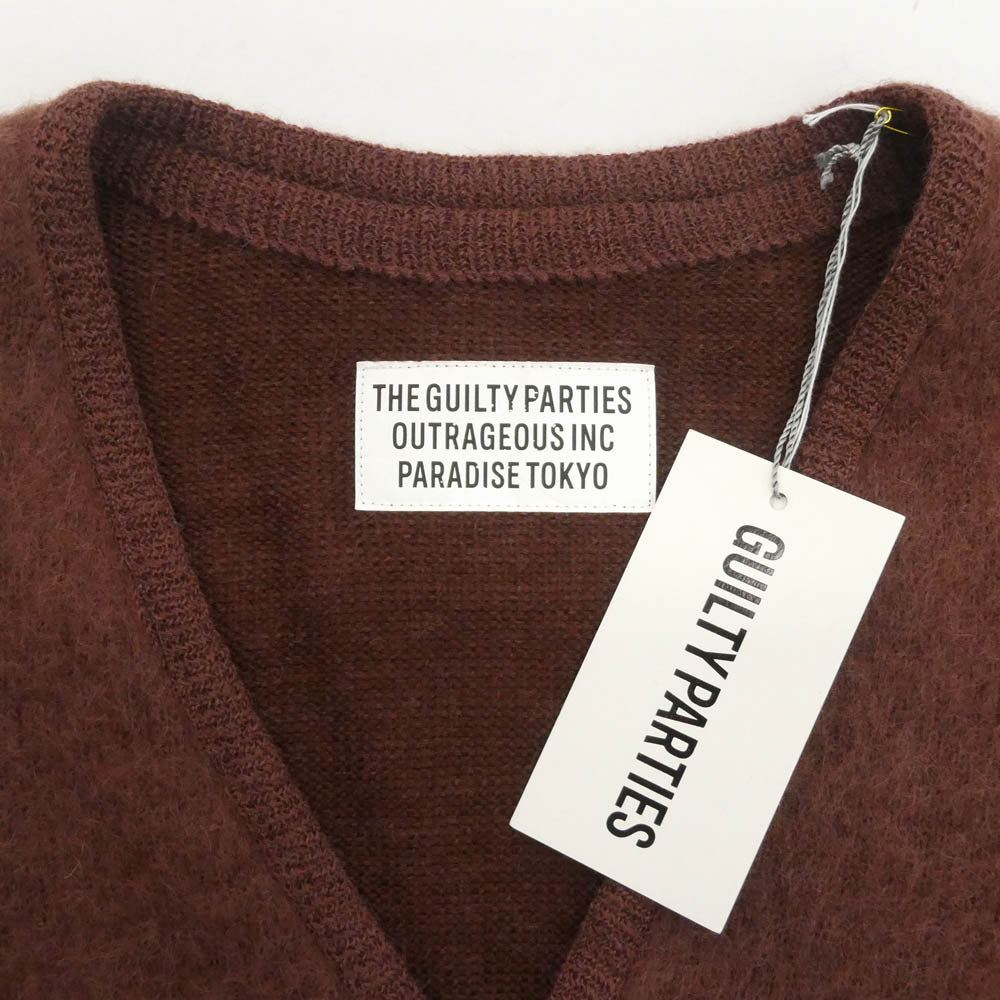 THE GUILTY PARTIES
OUTRAGEOUS INC
PARADISE TOKYO
GUILTY PARTIES